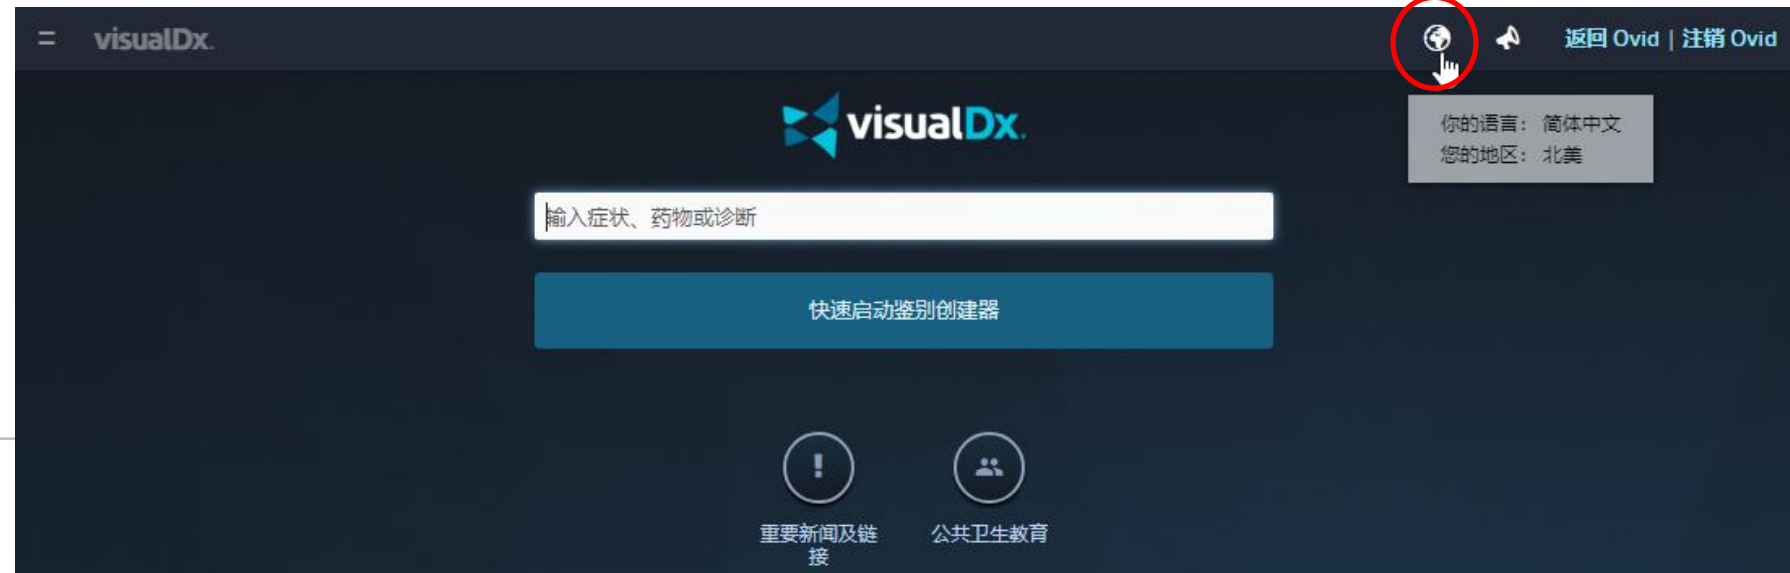 visualDx.
返回 Ovid | 注销 Ovid
visualDx.
你的语言： 简体中文
您的地区： 北美
输入症状、药物或诊断
快速启动鉴别创建器
重要新闻及链
接
公共卫生教育